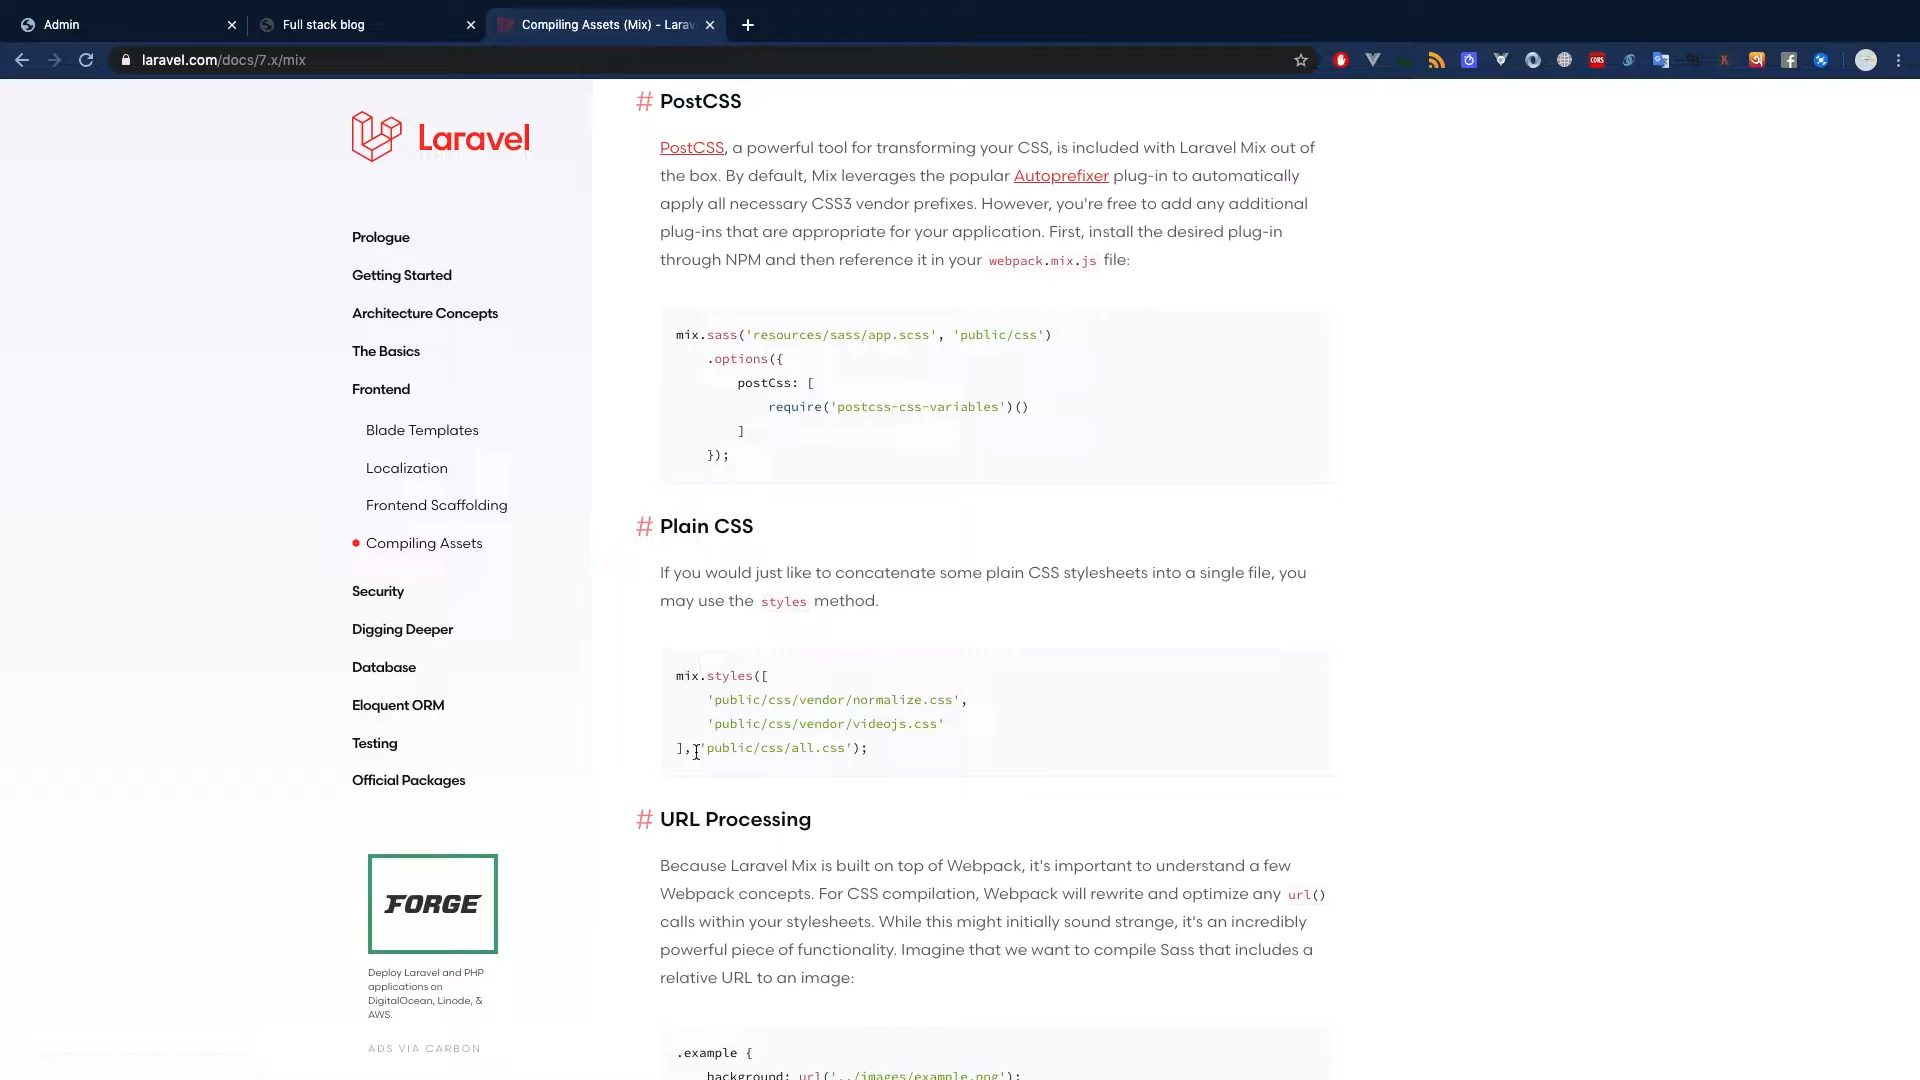 Admin
Full stack blog
Compiling Assets (Mix) - Larav
laravel.com/docs/7.x/mix
CORS
Laravel
Prologue
Getting Started
Architecture Concepts
The Basics
Frontend
Blade Templates
Localization
Frontend Scaffolding
Compiling Assets
Security
Digging Deeper
Database
Eloquent ORM
Testing
Official Packages
FORGE
Deploy Laravel and PHP
applications on
DigitalOcean, Linode, &
AWS.
ADS VIA CARBON
# PostCSS
PostCSS, a powerful tool for transforming your CSS, is included with Laravel Mix out of
the box. By default, Mix leverages the popular Autoprefixer plug-in to automatically
apply all necessary CSS3 vendor prefixes. However, you're free to add any additional
plug-ins that are appropriate for your application. First, install the desired plug-in
through NPM and then reference it in your webpack.mix.js file:
mix.sass('resources/sass/app.scss', 'public/css')
.options({
postCss: [
require('postcss-css-variables')()
]
});
# Plain CSS
If you would just like to concatenate some plain CSS stylesheets into a single file, you
may use the styles method.
mix.styles([
'public/css/vendor/normalize.css',
'public/css/vendor/videojs.css'
], 'public/css/all.css');
# URL Processing
Because Laravel Mix is built on top of Webpack, it's important to understand a few
Webpack concepts. For CSS compilation, Webpack will rewrite and optimize any url()
calls within your stylesheets. While this might initially sound strange, it's an incredibly
powerful piece of functionality. Imagine that we want to compile Sass that includes a
relative URL to an image:
.example {
background: url('../images/example.png');